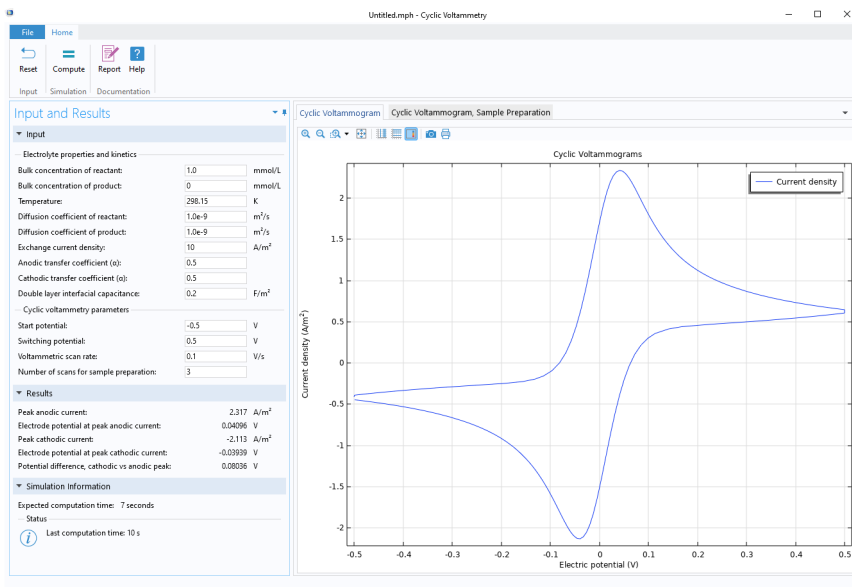 Untitled.mph - Cyclic Voltammetry
File Home
Reset Compute Report Help
Input Simulation Documentation
Input and Results
Input
Electrolyte properties and kinetics
Bulk concentration of reactant: 1.0 mmol/L
Bulk concentration of product: 0 mmol/L
Temperature: 298.15 K
Diffusion coefficient of reactant: 1.0e-9 m²/s
Diffusion coefficient of product: 1.0e-9 m²/s
Exchange current density: 10 A/m²
Anodic transfer coefficient (α): 0.5
Cathodic transfer coefficient (α): 0.5
Double layer interfacial capacitance: 0.2 F/m²
Cyclic voltammetry parameters
Start potential: -0.5 V
Switching potential: 0.5 V
Voltammetric scan rate: 0.1 V/s
Number of scans for sample preparation: 3
Results
Peak anodic current: 2.317 A/m²
Electrode potential at peak anodic current: 0.04096 V
Peak cathodic current: -2.113 A/m²
Electrode potential at peak cathodic current: -0.03939 V
Potential difference, cathodic vs anodic peak: 0.08036 V
Simulation Information
Expected computation time: 7 seconds
Status
Last computation time: 10 s
Cyclic Voltammogram Cyclic Voltammogram, Sample Preparation
Cyclic Voltammograms
Current density
Current density (A/m²)
2
1.5
1
0.5
0
-0.5
-1
-1.5
-2
-0.5 -0.4 -0.3 -0.2 -0.1 0 0.1 0.2 0.3 0.4 0.5
Electric potential (V)